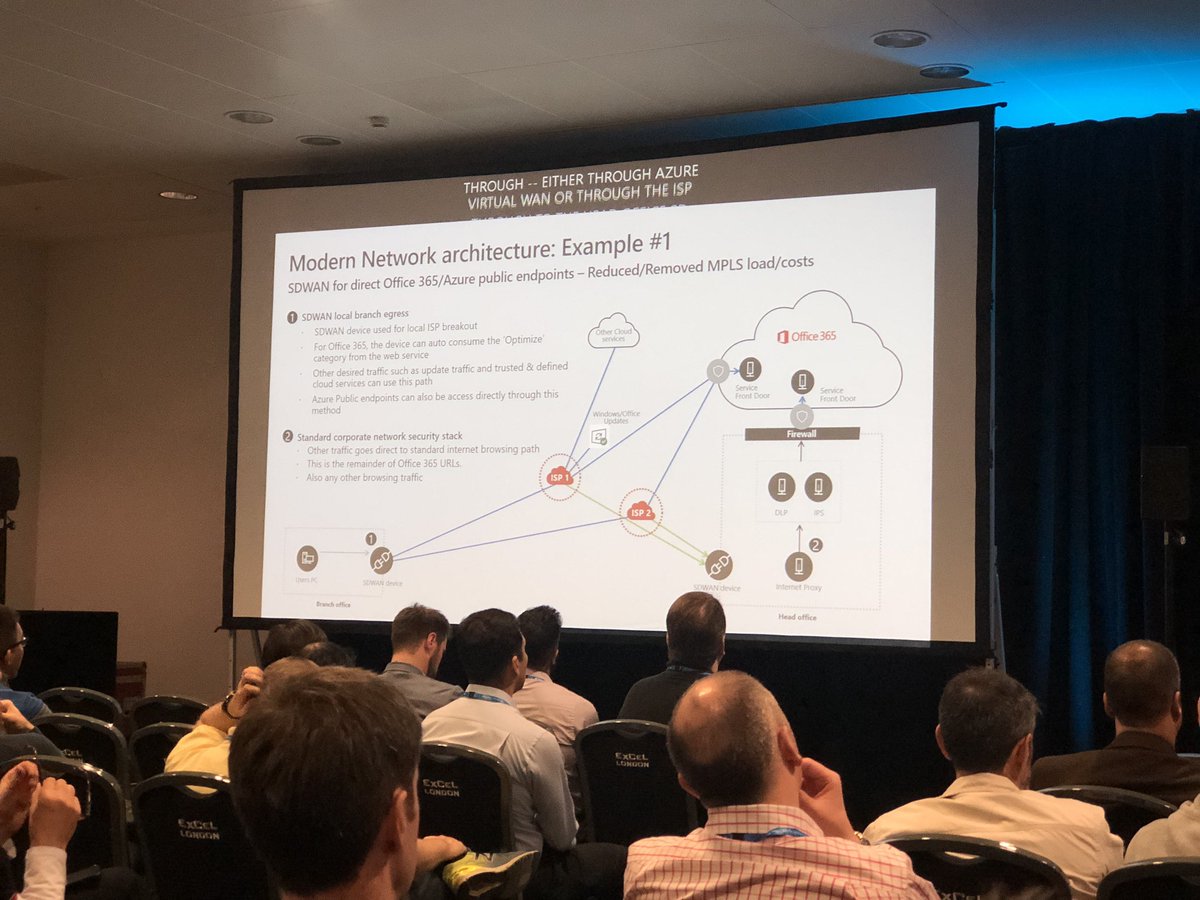 THROUGH -- EITHER THROUGH AZURE
VIRTUAL WAN OR THROUGH THE ISP
Modern Network architecture: Example #1
SDWAN for direct Office 365/Azure public endpoints – Reduced/Removed MPLS load/costs
1 SDWAN local branch egress
· SDWAN device used for local ISP breakout
· For Office 365, the device can auto consume the 'Optimize'
category from the web service
· Other desired traffic such as update traffic and trusted & defined
cloud services can use this path
· Azure Public endpoints can also be access directly through this
method
2 Standard corporate network security stack
· Other traffic goes direct to standard internet browsing path
· This is the remainder of Office 365 URLs.
· Also any other browsing traffic
Other Cloud
services
Office 365
Service
Front Door
Service
Front Door
Windows/Office
Updates
Firewall
ISP 1
DLP
IPS
ISP 2
1
2
Users PC
SDWAN device
SDWAN device
Internet Proxy
Branch office
Head office
EXCEL
LONDON
EXCEL
LONDON
EXCEL
LONDON
EXCEL